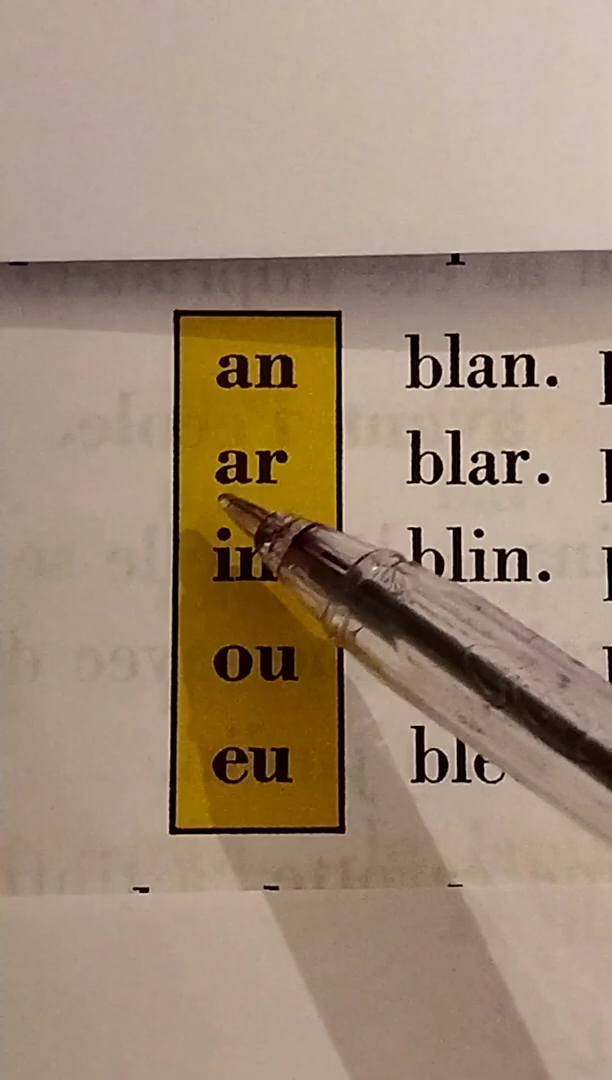 an blan.
ar blar.
in blin.
ou
eu